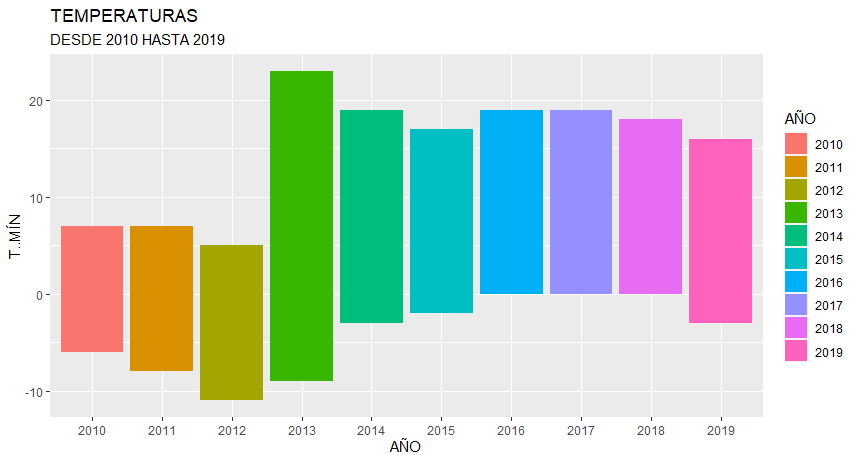 TEMPERATURAS
DESDE 2010 HASTA 2019
T..MÍN
20
10
0
-10
2010 2011 2012 2013 2014 2015 2016 2017 2018 2019
AÑO
AÑO
2010
2011
2012
2013
2014
2015
2016
2017
2018
2019